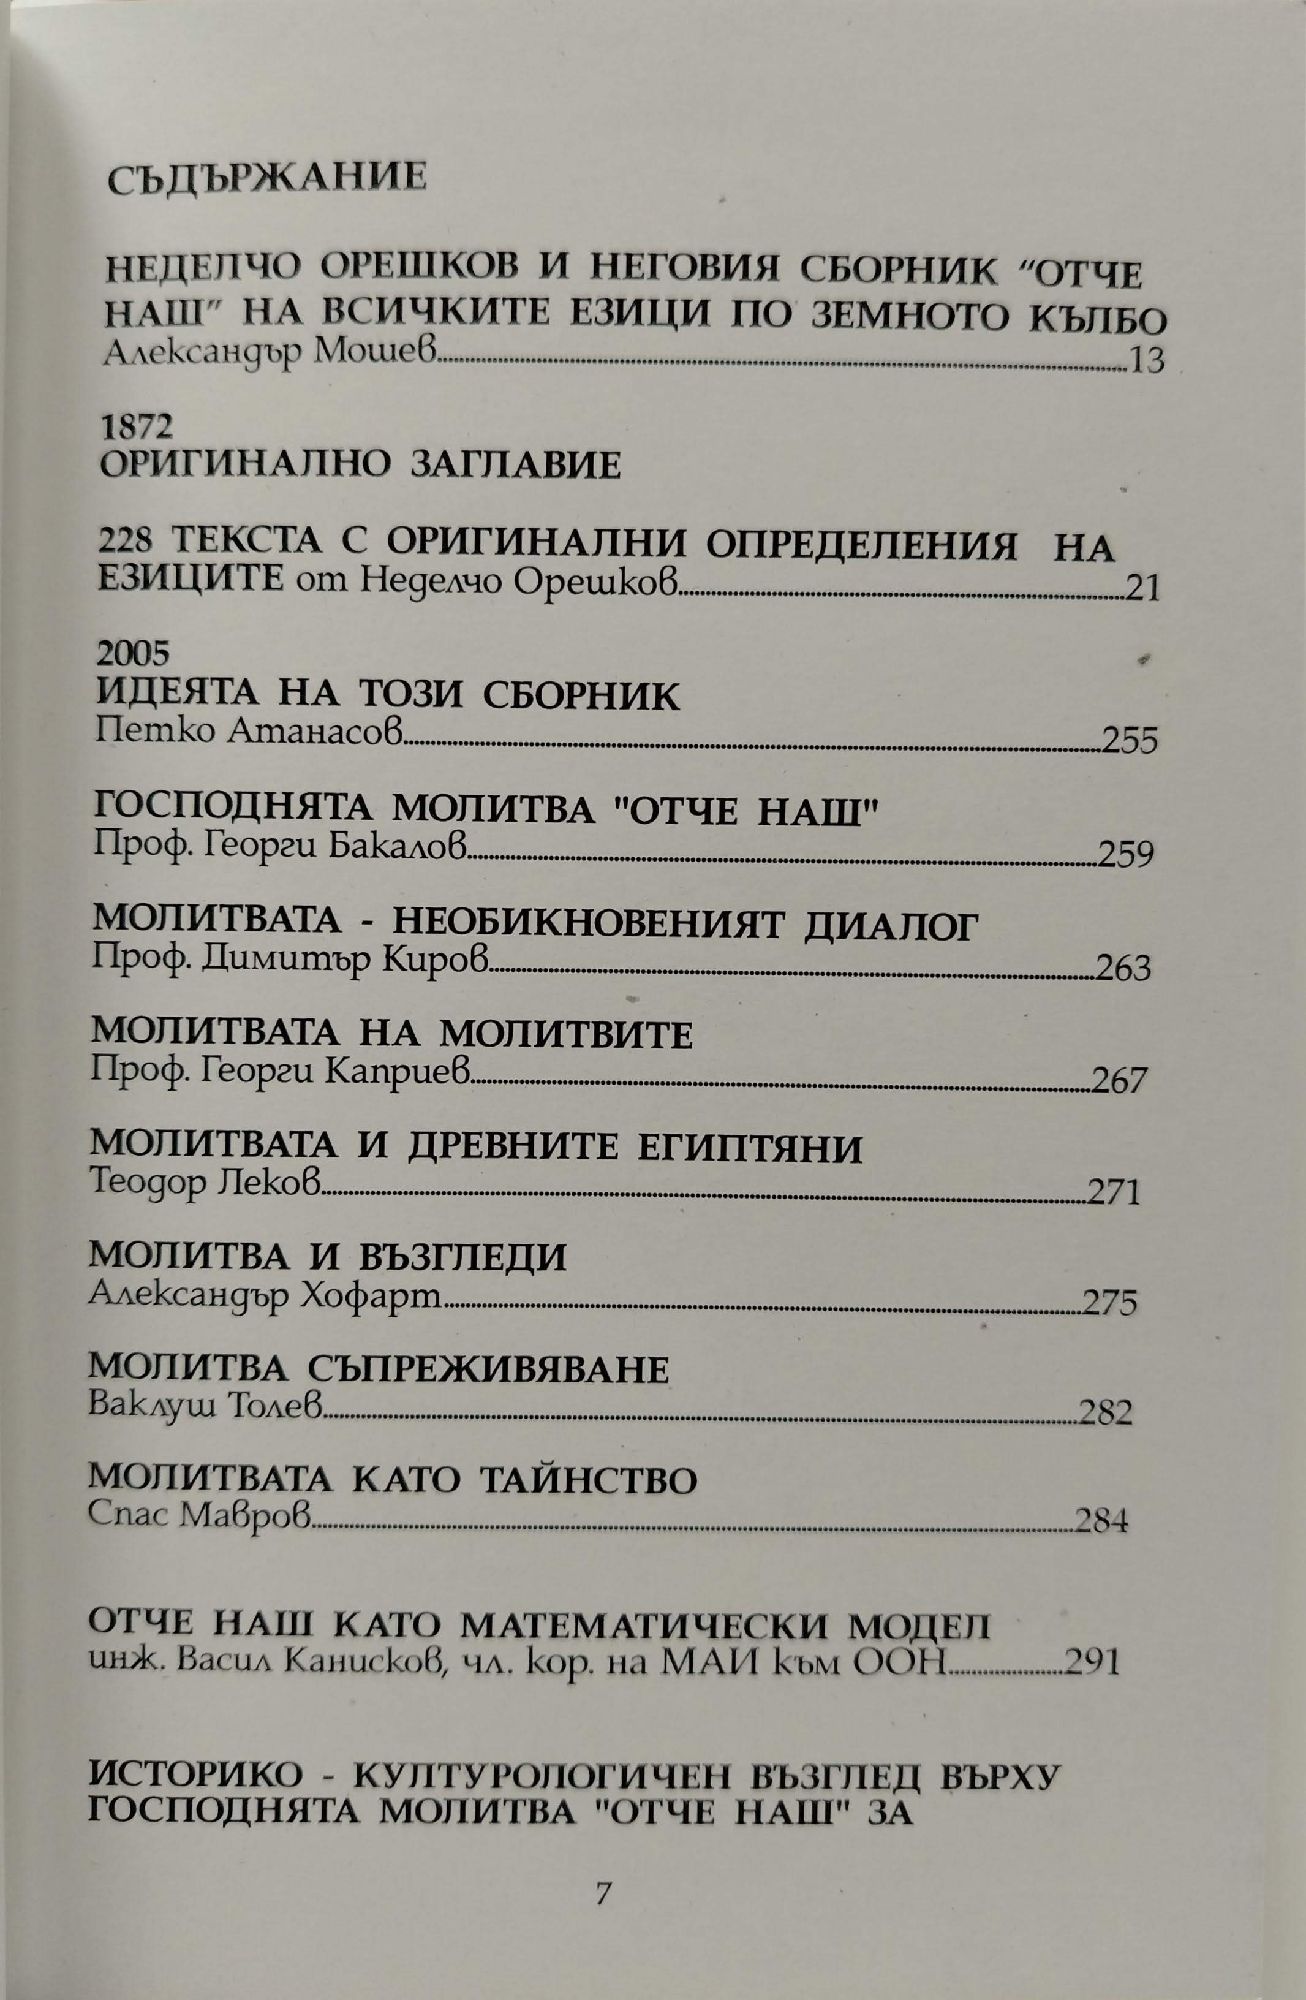 СЪДЪРЖАНИЕ
НЕДЕЛЧО ОРЕШКОВ И НЕГОВИЯ СБОРНИК "ОТЧЕ
НАШ" НА ВСИЧКИТЕ ЕЗИЦИ ПО ЗЕМНОТО КЪЛБО
Александър Мошев........13
1872
ОРИГИНАЛНО ЗАГЛАВИЕ
228 ТЕКСТА С ОРИГИНАЛНИ ОПРЕДЕЛЕНИЯ НА
ЕЗИЦИТЕ от Неделчо Орешков........21
2005
ИДЕЯТА НА ТОЗИ СБОРНИК
Петко Атанасов........255
ГОСПОДНЯТА МОЛИТВА "ОТЧЕ НАШ"
Проф. Георги Бакалов........259
МОЛИТВАТА - НЕОБИКНОВЕНИЯТ ДИАЛОГ
Проф. Димитър Киров........263
МОЛИТВАТА НА МОЛИТВИТЕ
Проф. Георги Каприев........267
МОЛИТВАТА И ДРЕВНИТЕ ЕГИПТЯНИ
Теодор Леков........271
МОЛИТВА И ВЪЗГЛЕДИ
Александър Хофарт........275
МОЛИТВА СЪПРЕЖИВЯВАНЕ
Ваклуш Толев........282
МОЛИТВАТА КАТО ТАЙНСТВО
Спас Мавров........284
ОТЧЕ НАШ КАТО МАТЕМАТИЧЕСКИ МОДЕЛ
инж. Васил Канисков, чл. кор. на МАИ към ООН........291
ИСТОРИКО - КУЛТУРОЛОГИЧЕН ВЪЗГЛЕД ВЪРХУ
ГОСПОДНЯТА МОЛИТВА "ОТЧЕ НАШ" ЗА
7